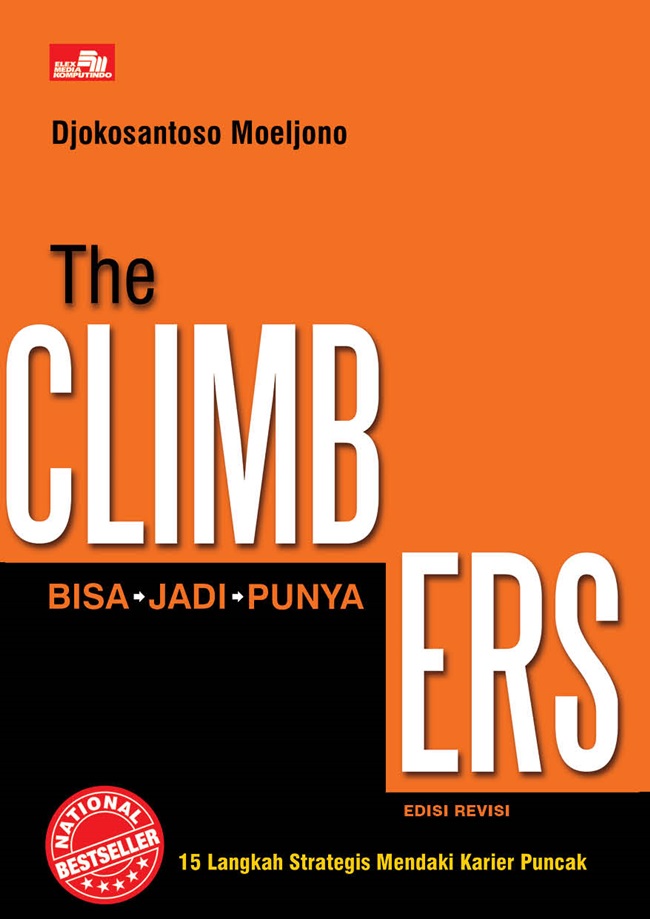 ELEX
MEDIA
KOMPUTINDO
Djokosantoso Moeljono
The
CLIMB
ERS
BISA→JADI→PUNYA
EDISI REVISI
NATIONAL
BESTSELLER
15 Langkah Strategis Mendaki Karier Puncak